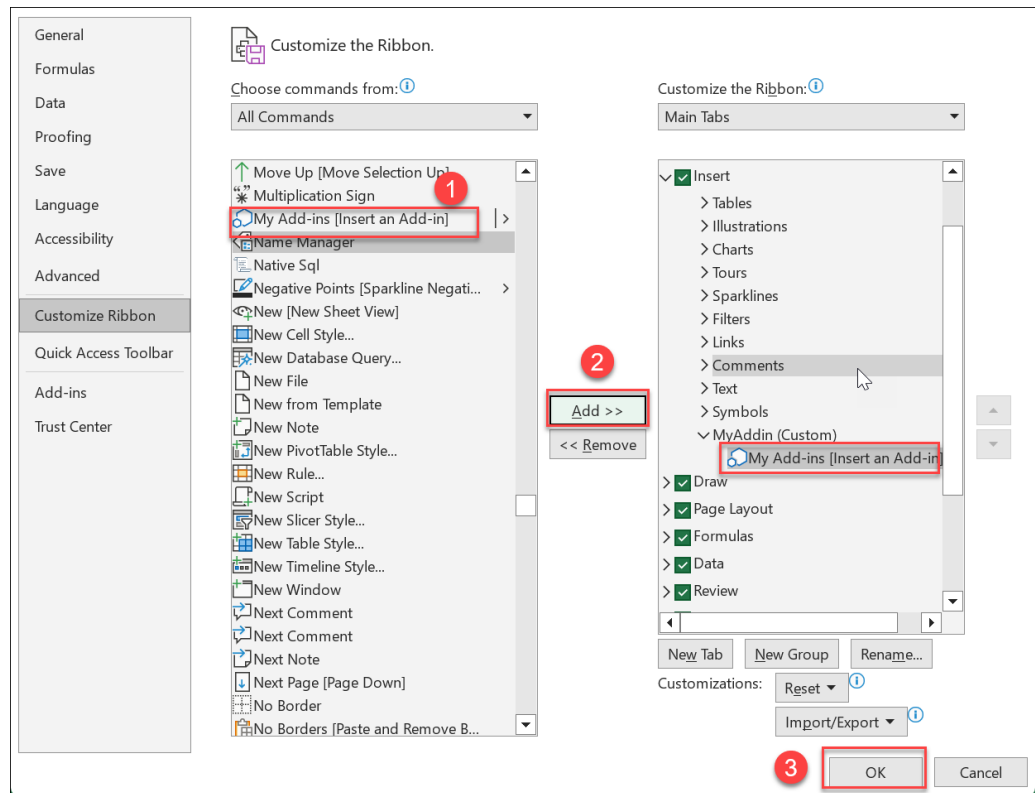 General
Formulas
Data
Proofing
Save
Language
Accessibility
Advanced
Customize Ribbon
Quick Access Toolbar
Add-ins
Trust Center
Customize the Ribbon.
Choose commands from:
All Commands
Move Up [Move Selection Up]
Multiplication Sign
1
My Add-ins [Insert an Add-in]
Name Manager
Native Sql
Negative Points [Sparkline Negati...
New [New Sheet View]
New Cell Style...
New Database Query...
New File
New from Template
New Note
New PivotTable Style...
New Rule...
New Script
New Slicer Style...
New Table Style...
New Timeline Style...
New Window
Next Comment
Next Comment
Next Note
Next Page [Page Down]
No Border
No Borders [Paste and Remove B...
2
Add >>
<< Remove
Customize the Ribbon:
Main Tabs
Insert
Tables
Illustrations
Charts
Tours
Sparklines
Filters
Links
Comments
Text
Symbols
MyAddin (Custom)
My Add-ins [Insert an Add-in]
Draw
Page Layout
Formulas
Data
Review
New Tab
New Group
Rename...
Customizations:
Reset
Import/Export
3
OK
Cancel